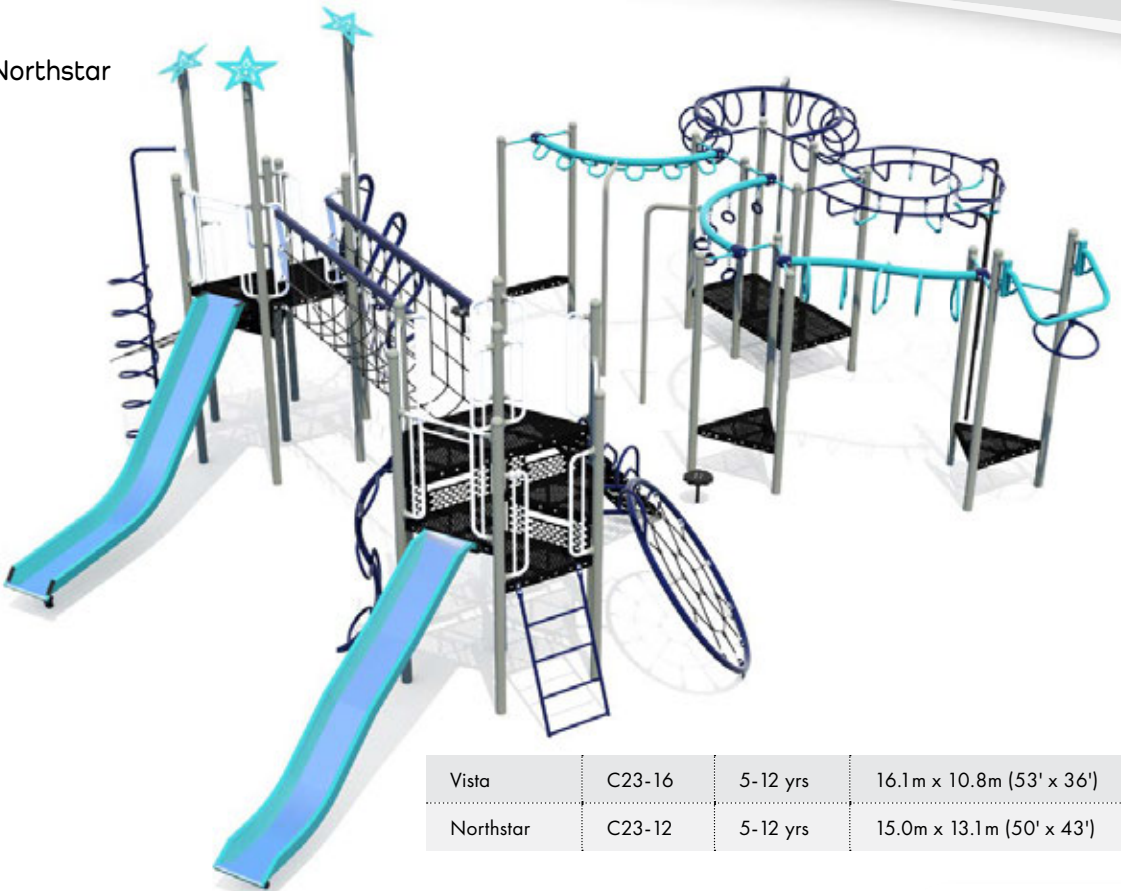 Northstar
Vista C23-16 5-12 yrs 16.1m x 10.8m (53' x 36')
Northstar C23-12 5-12 yrs 15.0m x 13.1m (50' x 43')